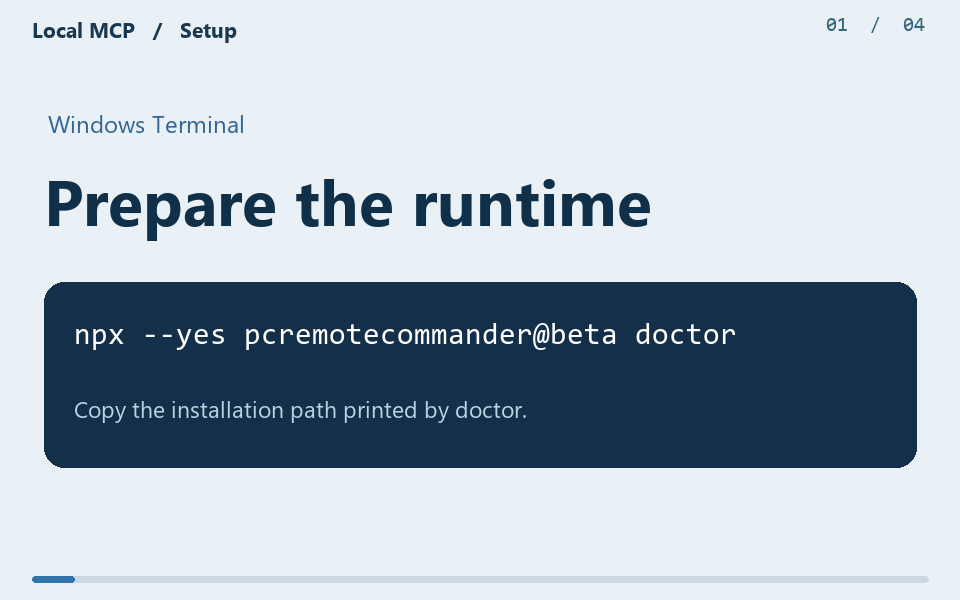 Local MCP / Setup
01 / 04
Windows Terminal
Prepare the runtime
npx --yes pcremotecommander@beta doctor
Copy the installation path printed by doctor.